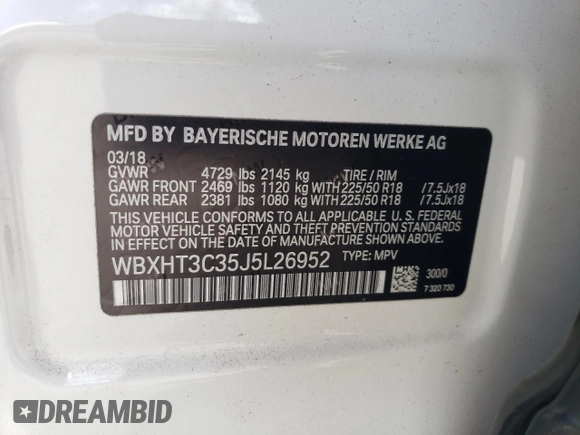 MFD BY BAYERISCHE MOTOREN WERKE AG
03/18
GVWR 4729 lbs 2145 kg TIRE / RIM
GAWR FRONT 2469 lbs 1120 kg WITH 225/50 R18 /7.5Jx18
GAWR REAR 2381 lbs 1080 kg WITH 225/50 R18 /7.5Jx18
THIS VEHICLE CONFORMS TO ALL APPLICABLE U. S. FEDERAL
MOTOR VEHICLE SAFETY AND THEFT PREVENTION STANDARDS
IN EFFECT ON THE DATE OF MANUFACTURE SHOWN ABOVE.
WBXHT3C35J5L26952 TYPE: MPV
300/0
7 320 730
DREAMBID